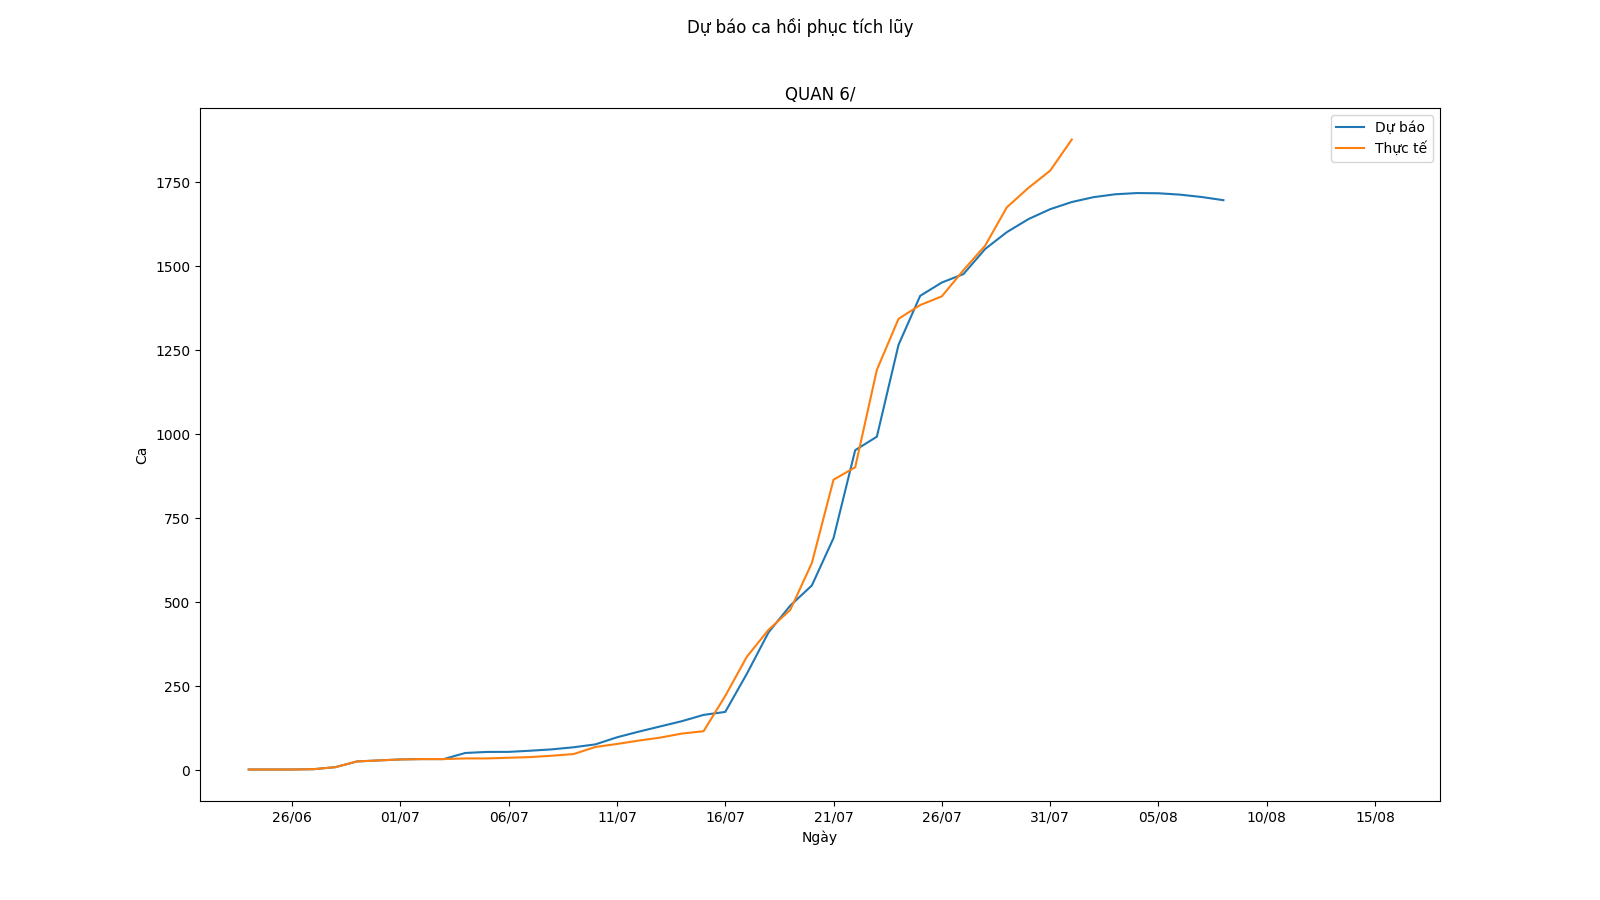 Dự báo ca hồi phục tích lũy
QUAN 6/
Dự báo
Thực tế
1750
1500
1250
1000
750
500
250
0
Ca
26/06 01/07 06/07 11/07 16/07 21/07 26/07 31/07 05/08 10/08 15/08
Ngày